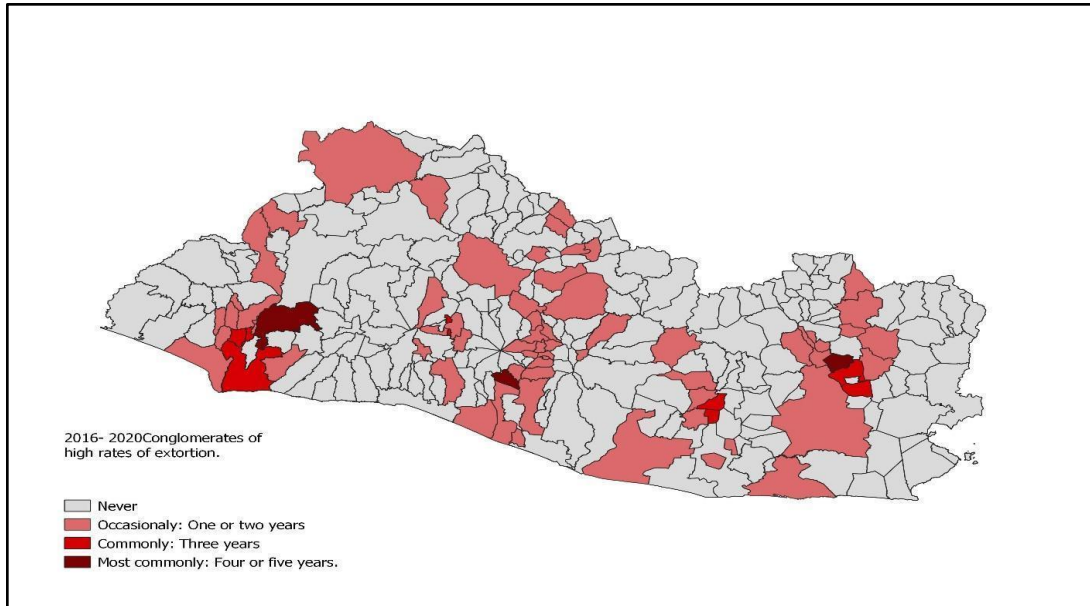 2016- 2020Conglomerates of
high rates of extortion.
Never
Occasionaly: One or two years
Commonly: Three years
Most commonly: Four or five years.